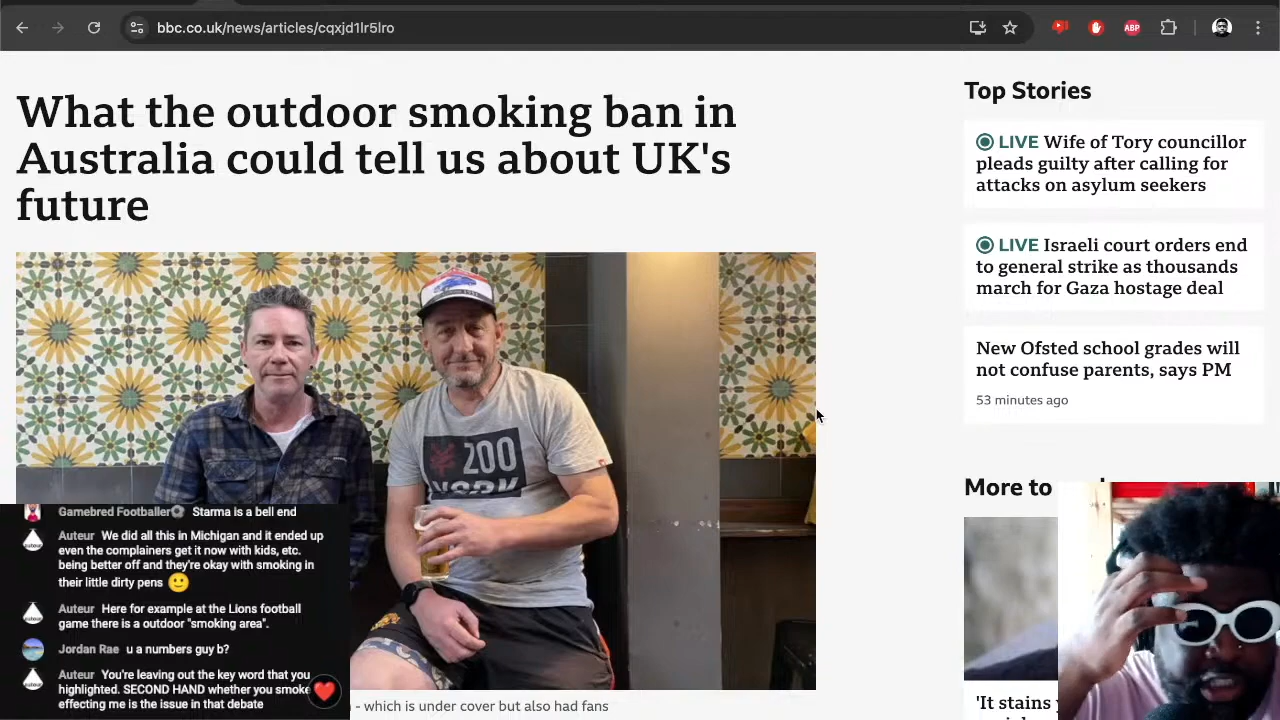 bbc.co.uk/news/articles/cqxjd1lr5lro
ABP
What the outdoor smoking ban in
Australia could tell us about UK's
future
Top Stories
LIVE Wife of Tory councillor
pleads guilty after calling for
attacks on asylum seekers
LIVE Israeli court orders end
to general strike as thousands
march for Gaza hostage deal
New Ofsted school grades will
not confuse parents, says PM
53 minutes ago
More to
ZOO
YORK
Gamebred Footballer⚽ Starma is a bell end
Auteur We did all this in Michigan and it ended up
even the complainers get it now with kids, etc.
being better off and they're okay with smoking in
their little dirty pens 🙂
Auteur Here for example at the Lions football
game there is a outdoor "smoking area".
Jordan Rae u a numbers guy b?
Auteur You're leaving out the key word that you
highlighted. SECOND HAND whether you smoke
effecting me is the issue in that debate
- which is under cover but also had fans
'It stains